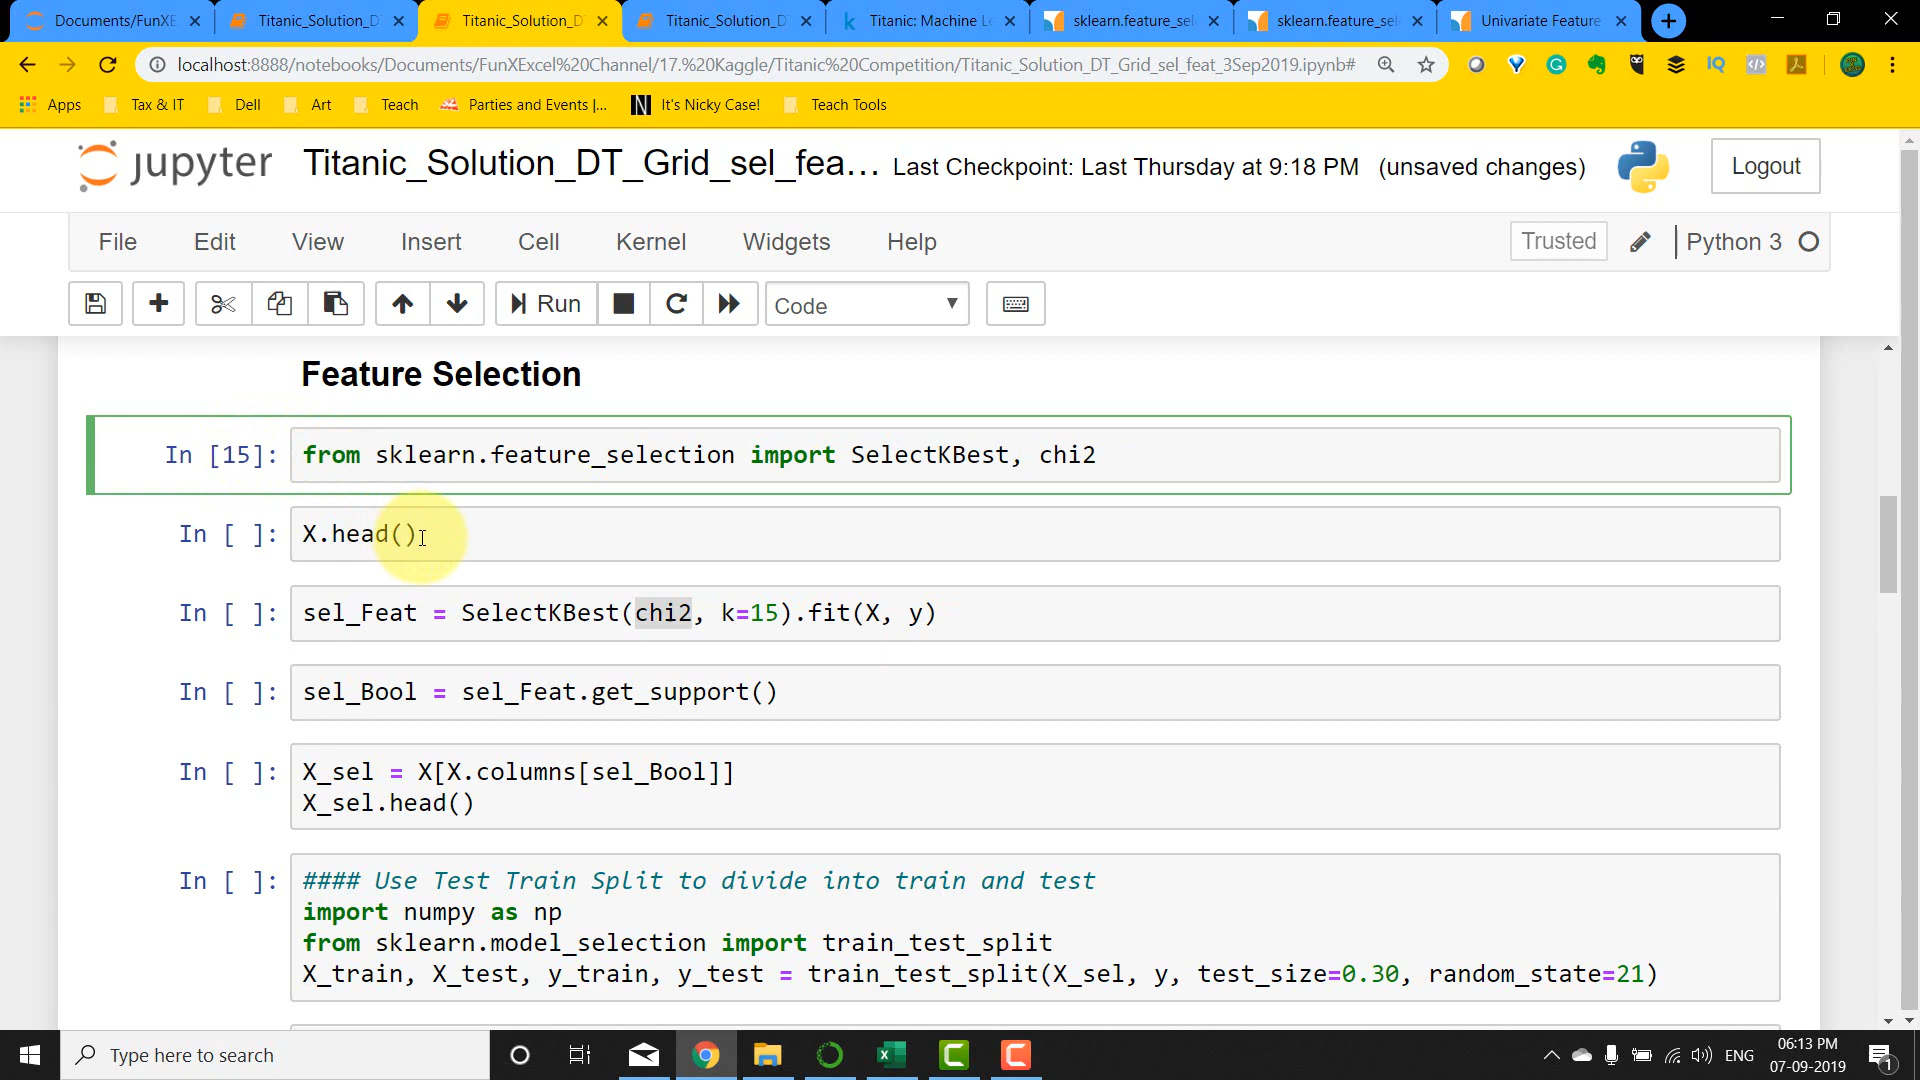 Documents/FunXE
Titanic_Solution_D
Titanic_Solution_D
Titanic_Solution_D
Titanic: Machine Le
sklearn.feature_sel
sklearn.feature_sel
Univariate Feature
localhost:8888/notebooks/Documents/FunXExcel%20Channel/17.%20Kaggle/Titanic%20Competition/Titanic_Solution_DT_Grid_sel_feat_3Sep2019.ipynb#
Apps
Tax & IT
Dell
Art
Teach
Parties and Events |...
It's Nicky Case!
Teach Tools
jupyter
Titanic_Solution_DT_Grid_sel_fea... Last Checkpoint: Last Thursday at 9:18 PM (unsaved changes)
Logout
File
Edit
View
Insert
Cell
Kernel
Widgets
Help
Trusted
Python 3
Run
Code
Feature Selection
In [15]: from sklearn.feature_selection import SelectKBest, chi2
In [ ]: X.head()
In [ ]: sel_Feat = SelectKBest(chi2, k=15).fit(X, y)
In [ ]: sel_Bool = sel_Feat.get_support()
In [ ]: X_sel = X[X.columns[sel_Bool]]
X_sel.head()
In [ ]: #### Use Test Train Split to divide into train and test
import numpy as np
from sklearn.model_selection import train_test_split
X_train, X_test, y_train, y_test = train_test_split(X_sel, y, test_size=0.30, random_state=21)
Type here to search
ENG
06:13 PM
07-09-2019
1